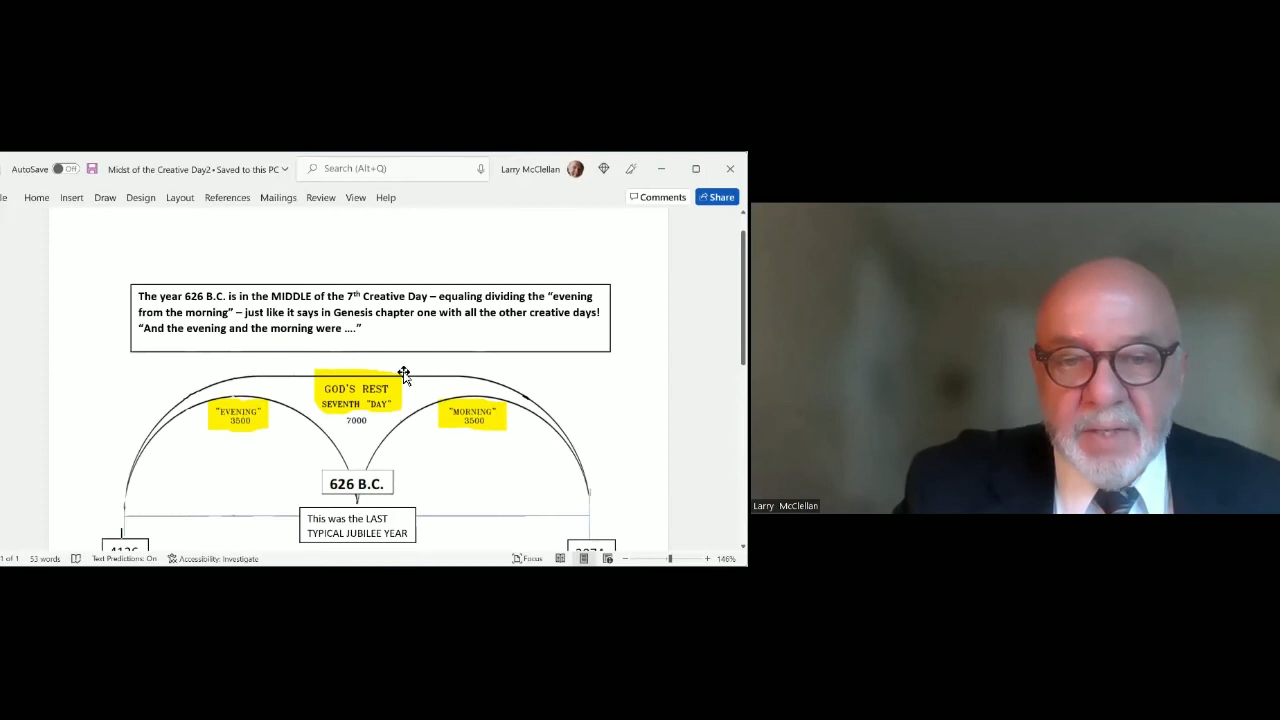 AutoSave Off Midst of the Creative Day2 • Saved to this PC Search (Alt+Q) Larry McClellan
Home Insert Draw Design Layout References Mailings Review View Help Comments Share
The year 626 B.C. is in the MIDDLE of the 7th Creative Day – equaling dividing the “evening
from the morning” – just like it says in Genesis chapter one with all the other creative days!
“And the evening and the morning were ….”
GOD'S REST
SEVENTH "DAY"
7000
"EVENING"
3500
"MORNING"
3500
626 B.C.
This was the LAST
TYPICAL JUBILEE YEAR
1 of 1 53 words Text Predictions: On Accessibility: Investigate Focus 146%
Larry McClellan